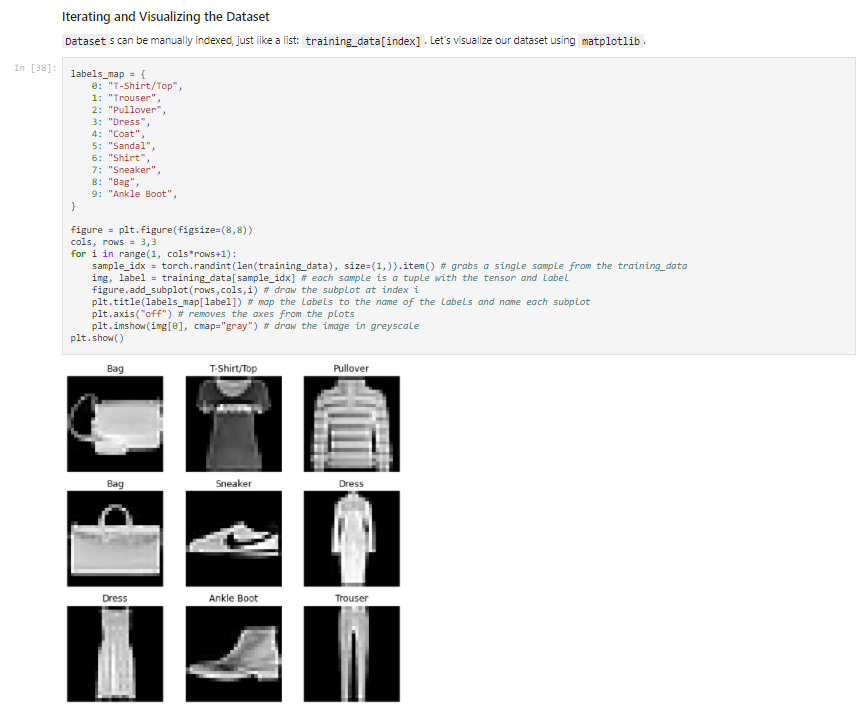 Iterating and Visualizing the Dataset
Dataset s can be manually indexed, just like a list: training_data[index] . Let's visualize our dataset using matplotlib .
In [38]:
labels_map = {
    0: "T-Shirt/Top",
    1: "Trouser",
    2: "Pullover",
    3: "Dress",
    4: "Coat",
    5: "Sandal",
    6: "Shirt",
    7: "Sneaker",
    8: "Bag",
    9: "Ankle Boot",
}
figure = plt.figure(figsize=(8,8))
cols, rows = 3,3
for i in range(1, cols*rows+1):
    sample_idx = torch.randint(len(training_data), size=(1,)).item() # grabs a single sample from the training_data
    img, label = training_data[sample_idx] # each sample is a tuple with the tensor and label
    figure.add_subplot(rows,cols,i) # draw the subplot at index i
    plt.title(labels_map[label]) # map the labels to the name of the labels and name each subplot
    plt.axis("off") # removes the axes from the plots
    plt.imshow(img[0], cmap="gray") # draw the image in greyscale
plt.show()
Bag T-Shirt/Top Pullover
Bag Sneaker Dress
Dress Ankle Boot Trouser